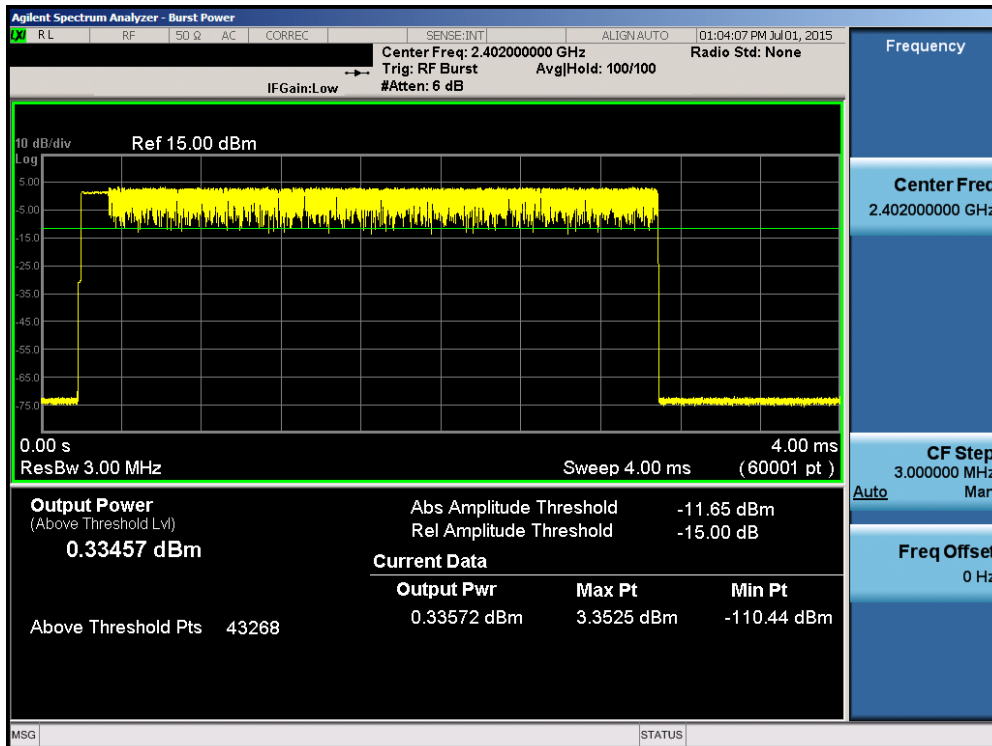 Agilent Spectrum Analyzer - Burst Power
LXI RL RF 50 Ω AC CORREC SENSE:INT ALIGN AUTO 01:04:07 PM Jul 01, 2015
Center Freq: 2.402000000 GHz Radio Std: None
Trig: RF Burst Avg|Hold: 100/100
IFGain:Low #Atten: 6 dB
10 dB/div Ref 15.00 dBm
Log
5.00
-5.00
-15.0
-25.0
-35.0
-45.0
-55.0
-65.0
-75.0
0.00 s 4.00 ms
ResBw 3.00 MHz Sweep 4.00 ms (60001 pt )
Output Power
(Above Threshold Lvl)
0.33457 dBm
Above Threshold Pts 43268
Abs Amplitude Threshold -11.65 dBm
Rel Amplitude Threshold -15.00 dB
Current Data
Output Pwr Max Pt Min Pt
0.33572 dBm 3.3525 dBm -110.44 dBm
Frequency
Center Freq
2.402000000 GHz
CF Step
3.000000 MHz
Auto Man
Freq Offset
0 Hz
MSG STATUS